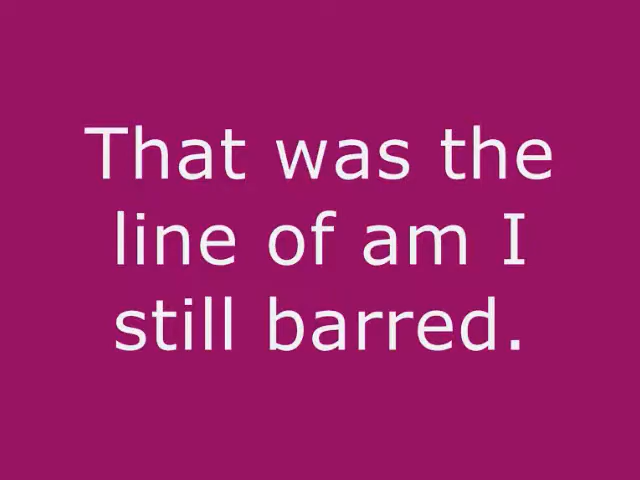 That was the
line of am I
still barred.